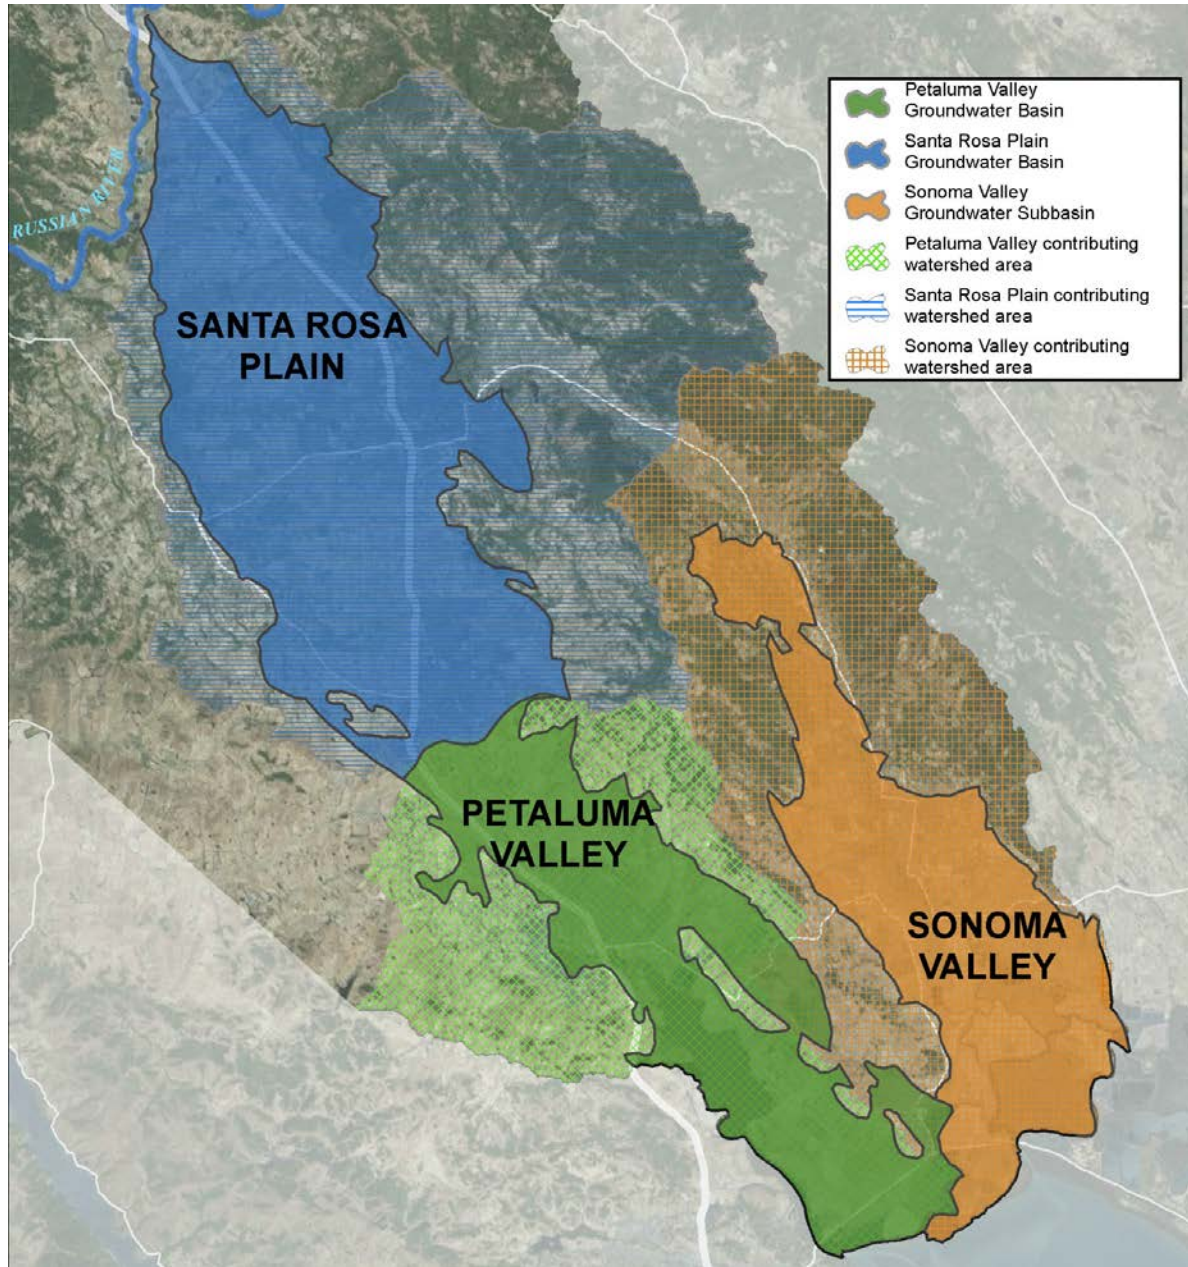 Petaluma Valley
Groundwater Basin
Santa Rosa Plain
Groundwater Basin
Sonoma Valley
Groundwater Subbasin
Petaluma Valley contributing
watershed area
Santa Rosa Plain contributing
watershed area
Sonoma Valley contributing
watershed area
RUSSIAN RIVER
SANTA ROSA
PLAIN
PETALUMA
VALLEY
SONOMA
VALLEY